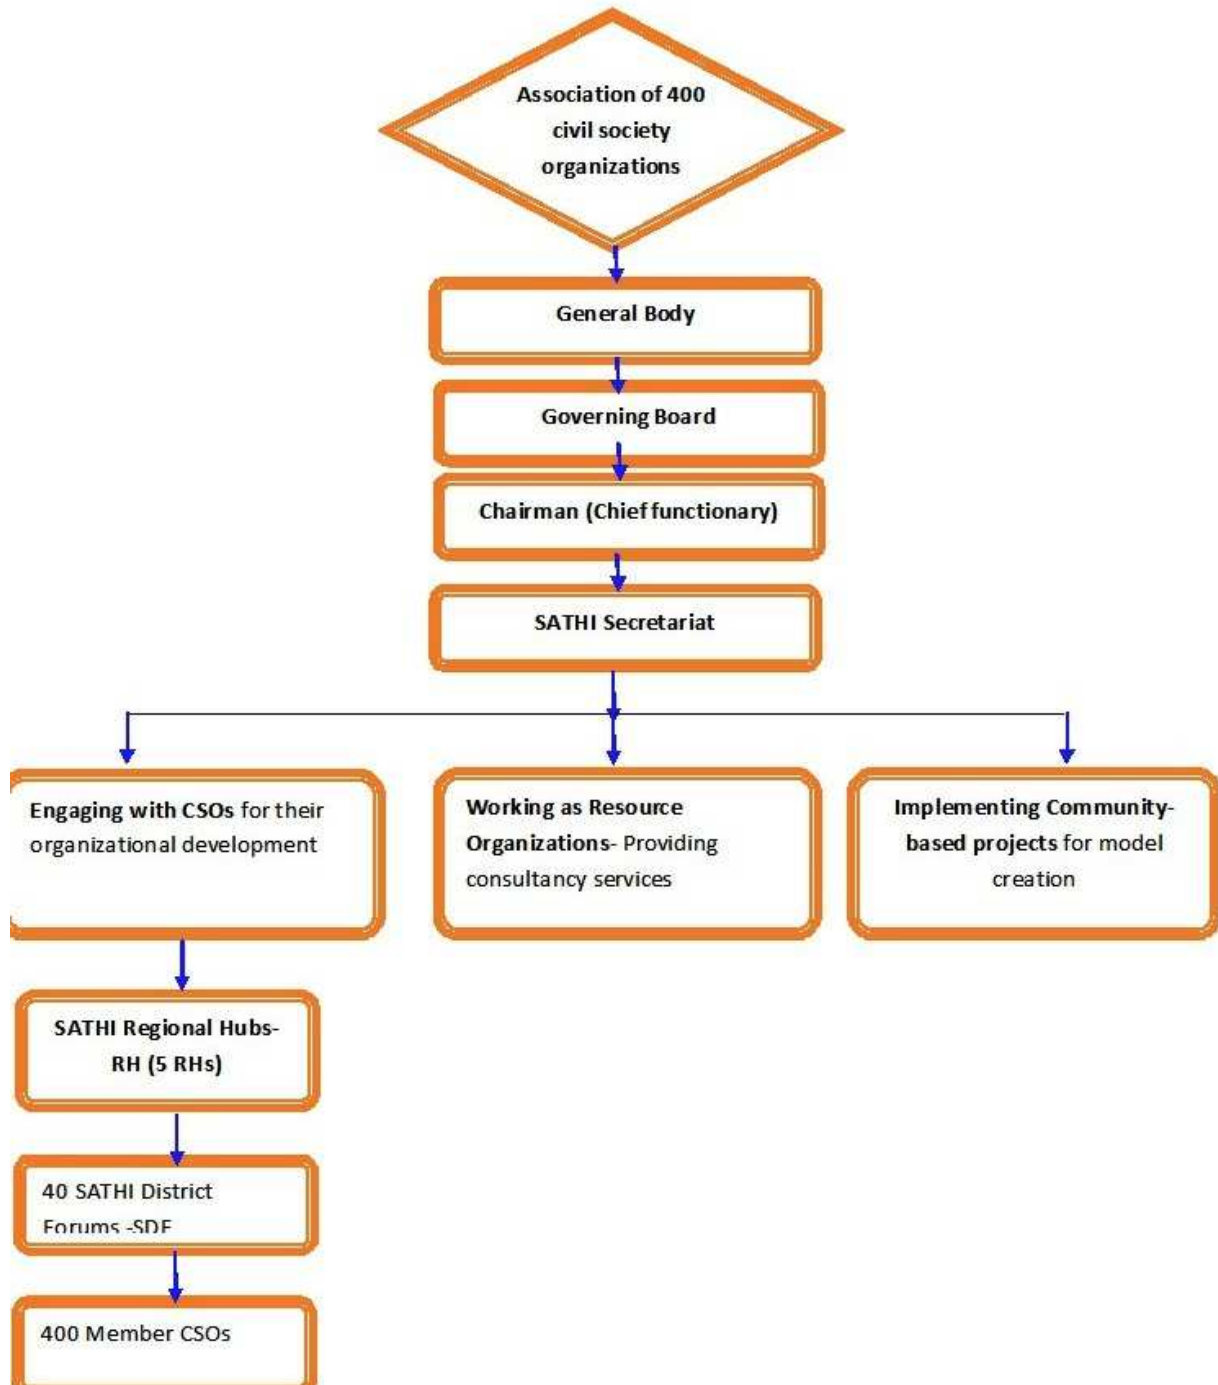 Association of 400
civil society
organizations
General Body
Governing Board
Chairman (Chief functionary)
SATHI Secretariat
Engaging with CSOs for their
organizational development
Working as Resource
Organizations- Providing
consultancy services
Implementing Community-
based projects for model
creation
SATHI Regional Hubs-
RH (5 RHs)
40 SATHI District
Forums -SDF
400 Member CSOs